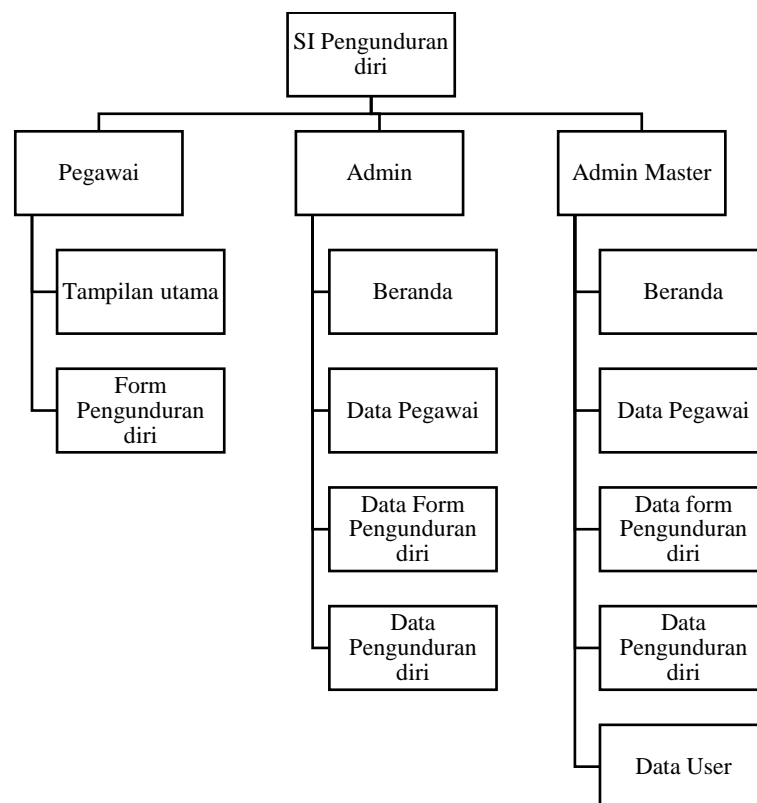 SI Pengunduran
diri
Pegawai
Admin
Admin Master
Tampilan utama
Form
Pengunduran
diri
Beranda
Data Pegawai
Data Form
Pengunduran
diri
Data
Pengunduran
diri
Beranda
Data Pegawai
Data form
Pengunduran
diri
Data
Pengunduran
diri
Data User